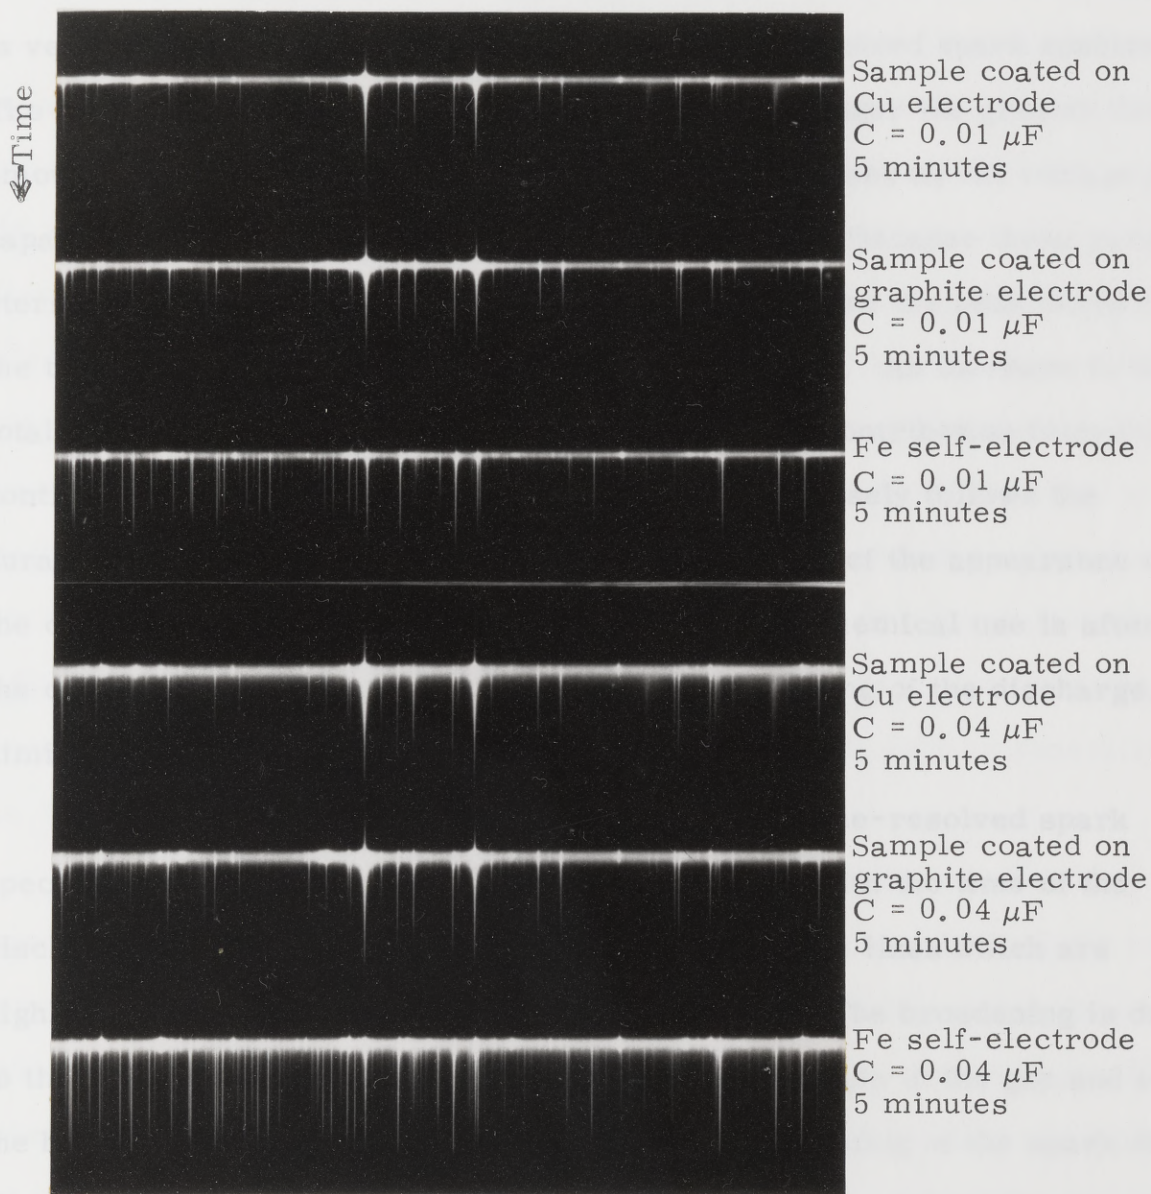 ←Time
Sample coated on
Cu electrode
C = 0.01 μF
5 minutes
Sample coated on
graphite electrode
C = 0.01 μF
5 minutes
Fe self-electrode
C = 0.01 μF
5 minutes
Sample coated on
Cu electrode
C = 0.04 μF
5 minutes
Sample coated on
graphite electrode
C = 0.04 μF
5 minutes
Fe self-electrode
C = 0.04 μF
5 minutes